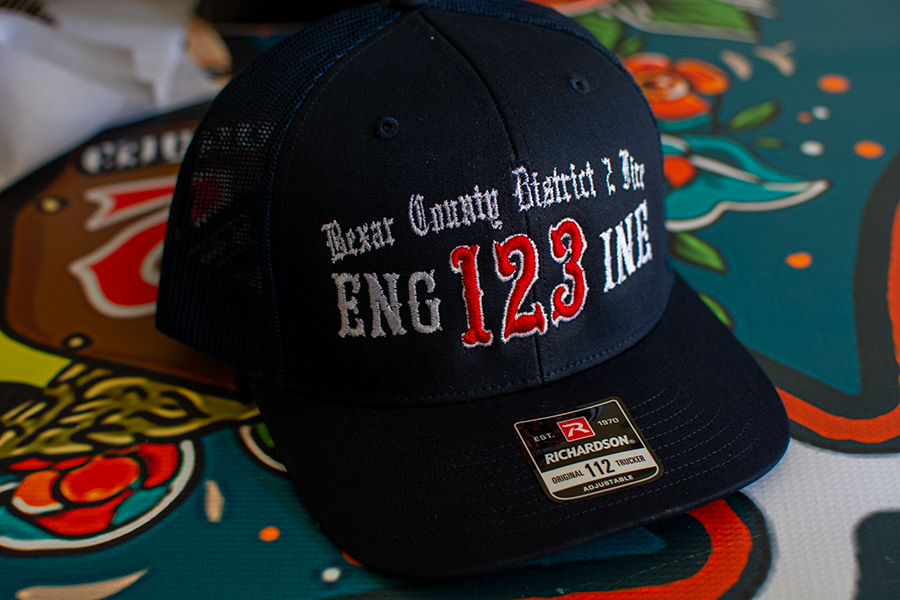 Bexar County District 2 Fire
ENG 123 INE
EST. R 1970
RICHARDSON®
ORIGINAL 112 TRUCKER
ADJUSTABLE